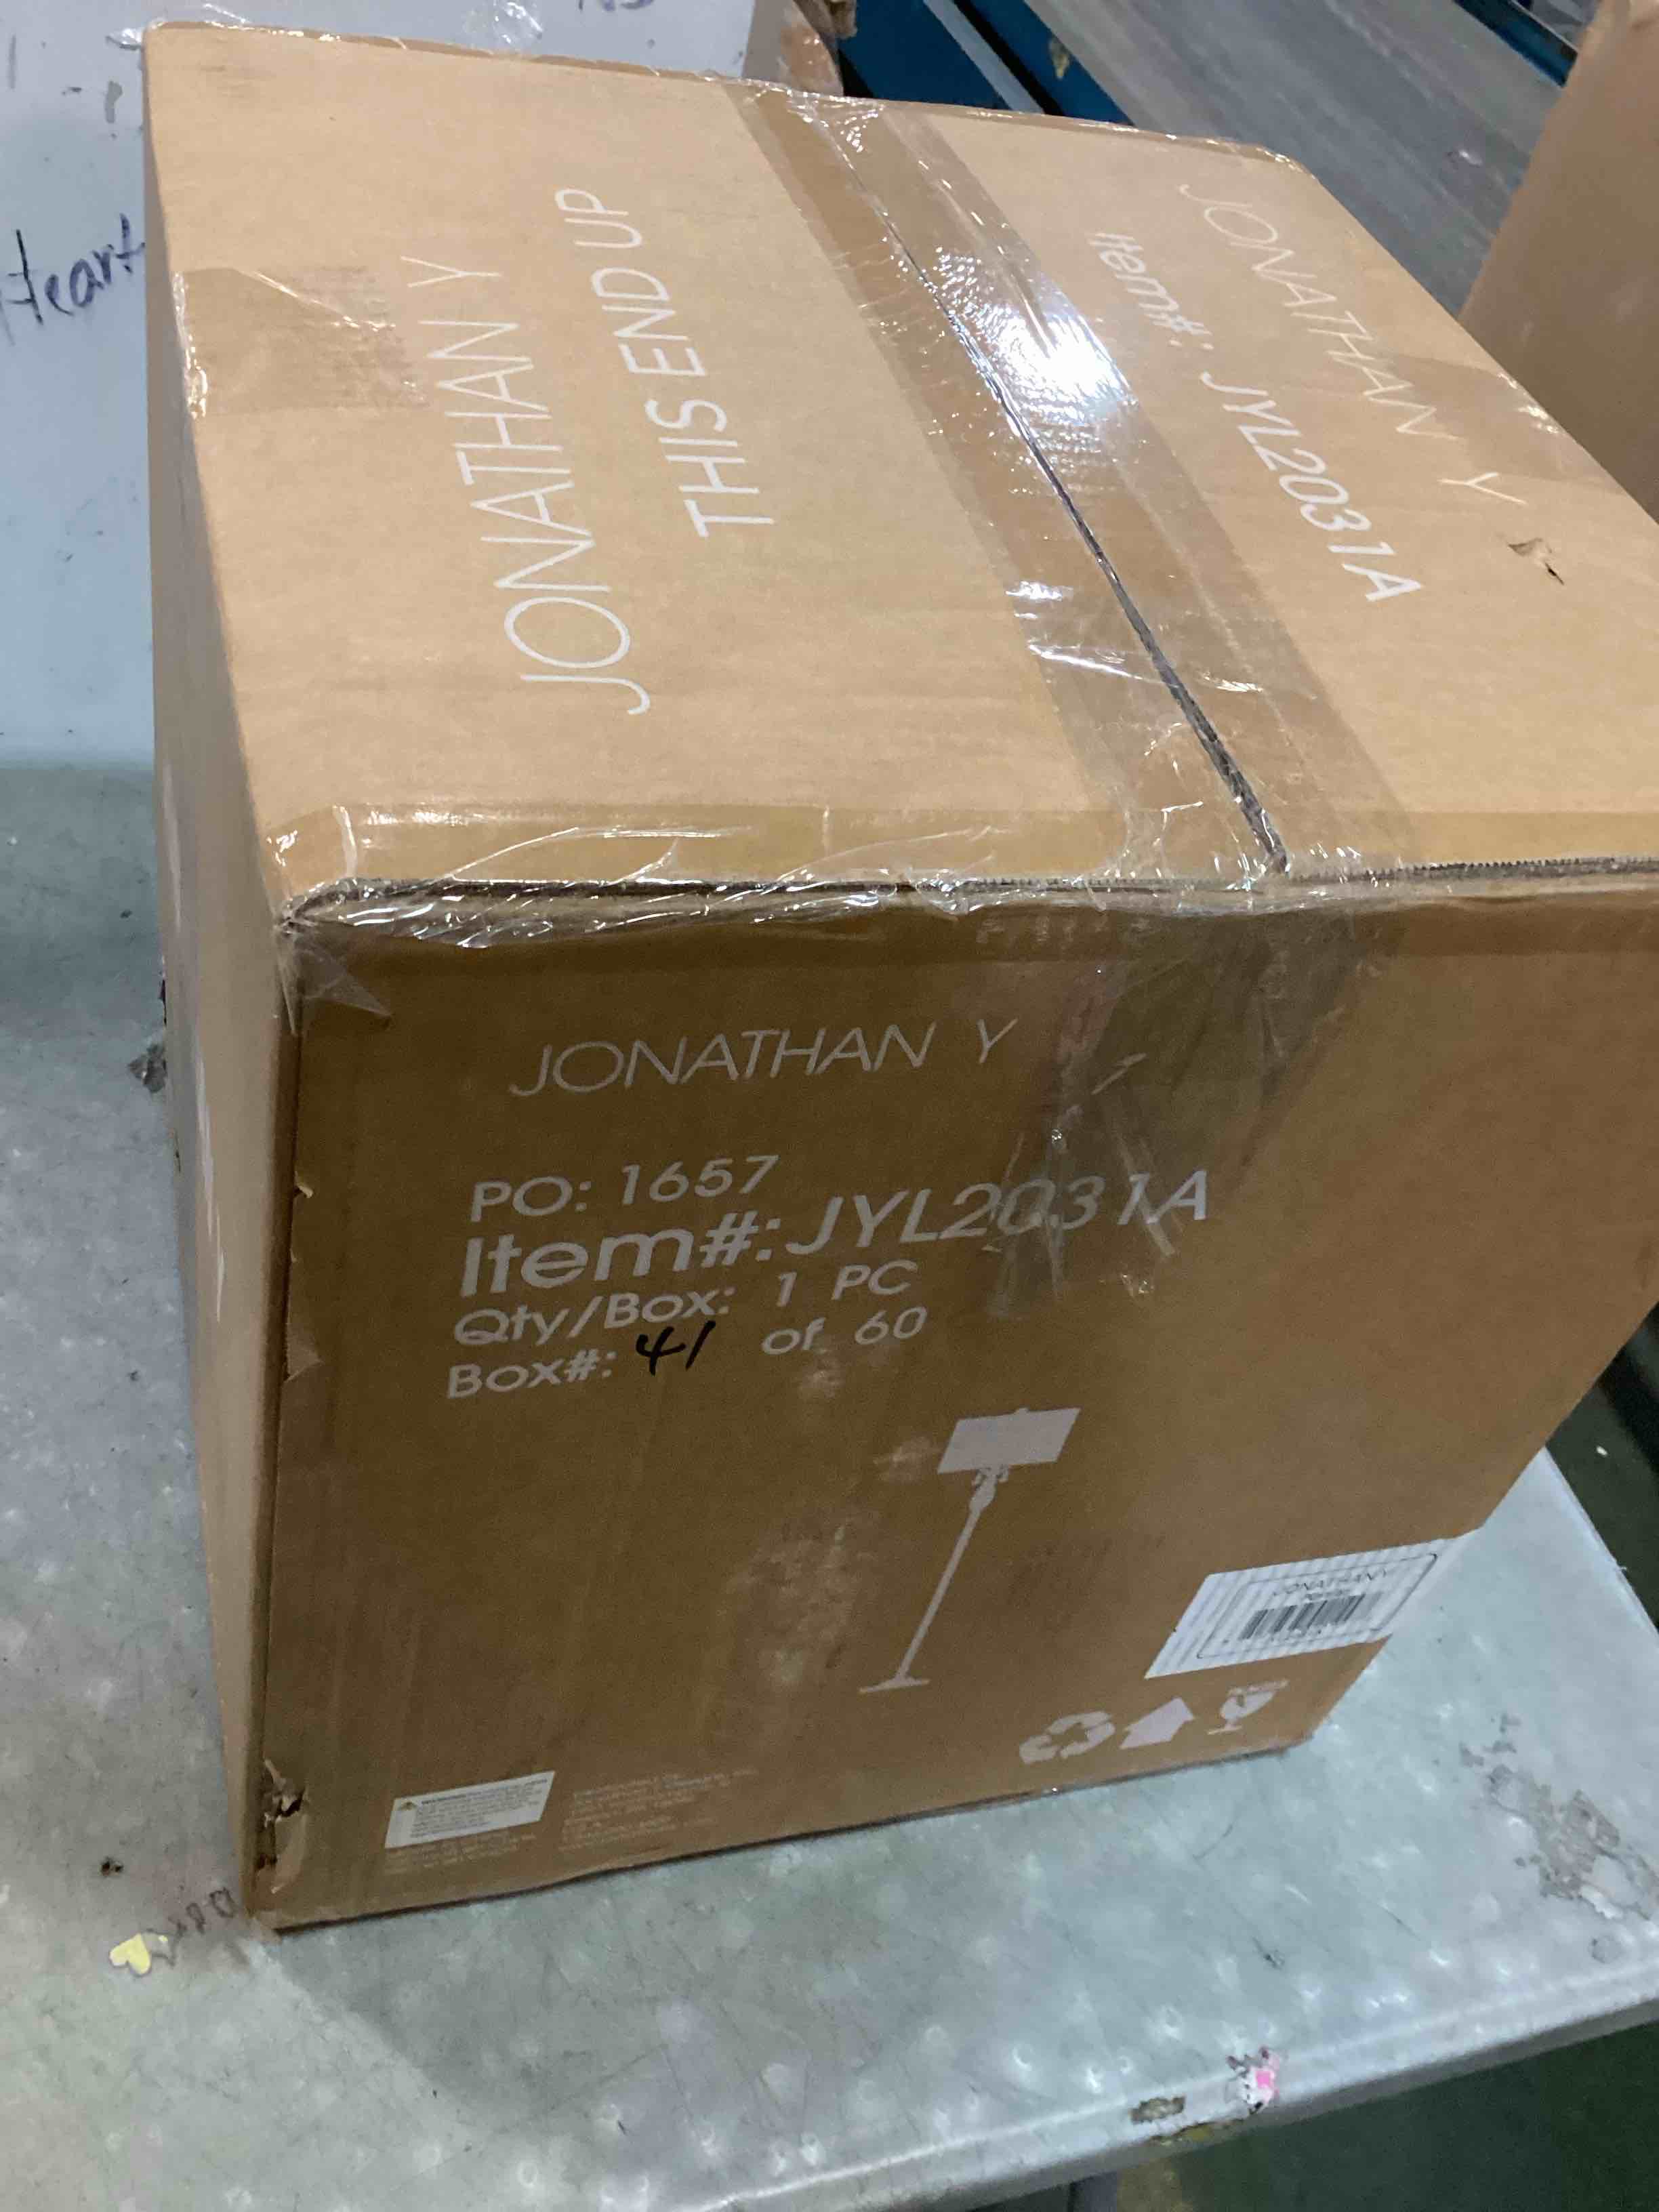 Heart
JONATHAN Y
THIS END UP
JONATHAN Y
Item#: JYL2031A
JONATHAN Y
PO: 1657
Item#: JYL2031A
Qty/Box: 1 PC
Box#: 41 of 60
JONATHAN Y